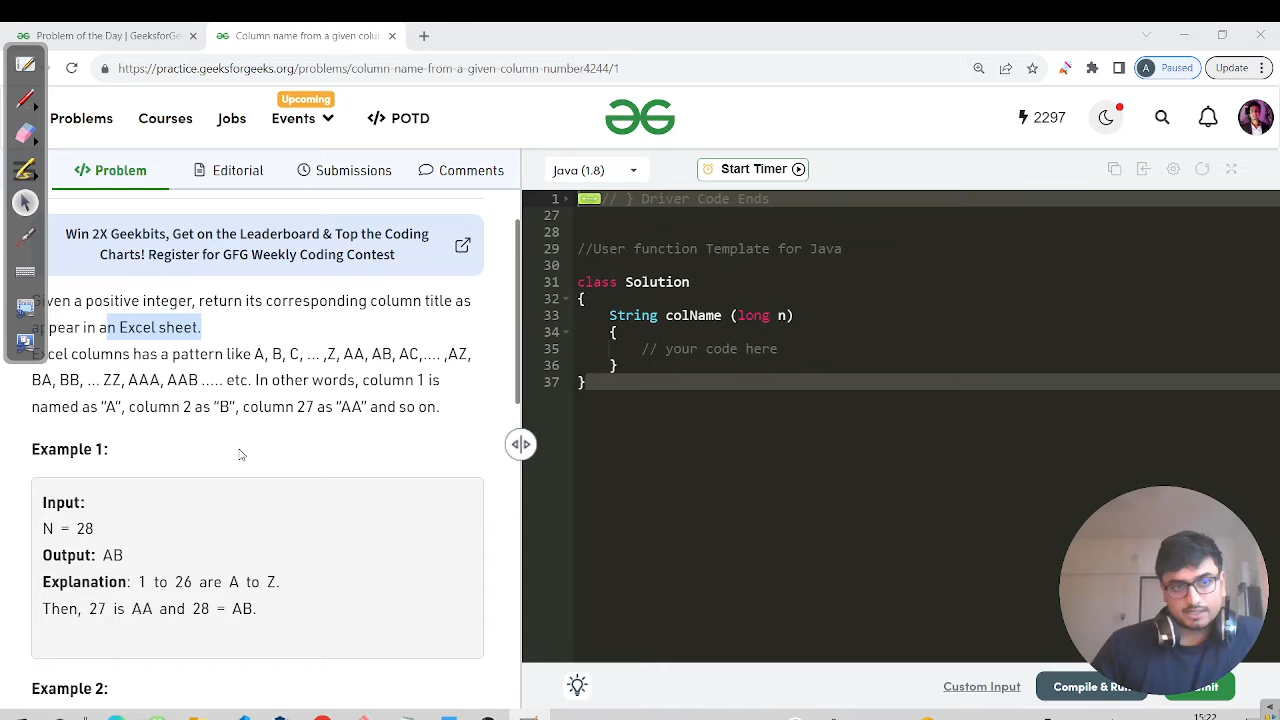 Problem of the Day | GeeksforGe
Column name from a given colu
https://practice.geeksforgeeks.org/problems/column-name-from-a-given-column-number4244/1
A Paused
Update
Problems
Courses
Jobs
Upcoming
Events
</> POTD
2297
</> Problem
Editorial
Submissions
Comments
Java (1.8)
Start Timer
Win 2X Geekbits, Get on the Leaderboard & Top the Coding
Charts! Register for GFG Weekly Coding Contest
Given a positive integer, return its corresponding column title as
appear in an Excel sheet.
Excel columns has a pattern like A, B, C, ... ,Z, AA, AB, AC,.... ,AZ,
BA, BB, ... ZZ, AAA, AAB ..... etc. In other words, column 1 is
named as “A”, column 2 as “B”, column 27 as “AA” and so on.
Example 1:
Input:
N = 28
Output: AB
Explanation: 1 to 26 are A to Z.
Then, 27 is AA and 28 = AB.
Example 2:
1 // } Driver Code Ends
27
28
29 //User function Template for Java
30
31 class Solution
32 {
33 String colName (long n)
34 {
35 // your code here
36 }
37 }
Custom Input
Compile & Run
15:22